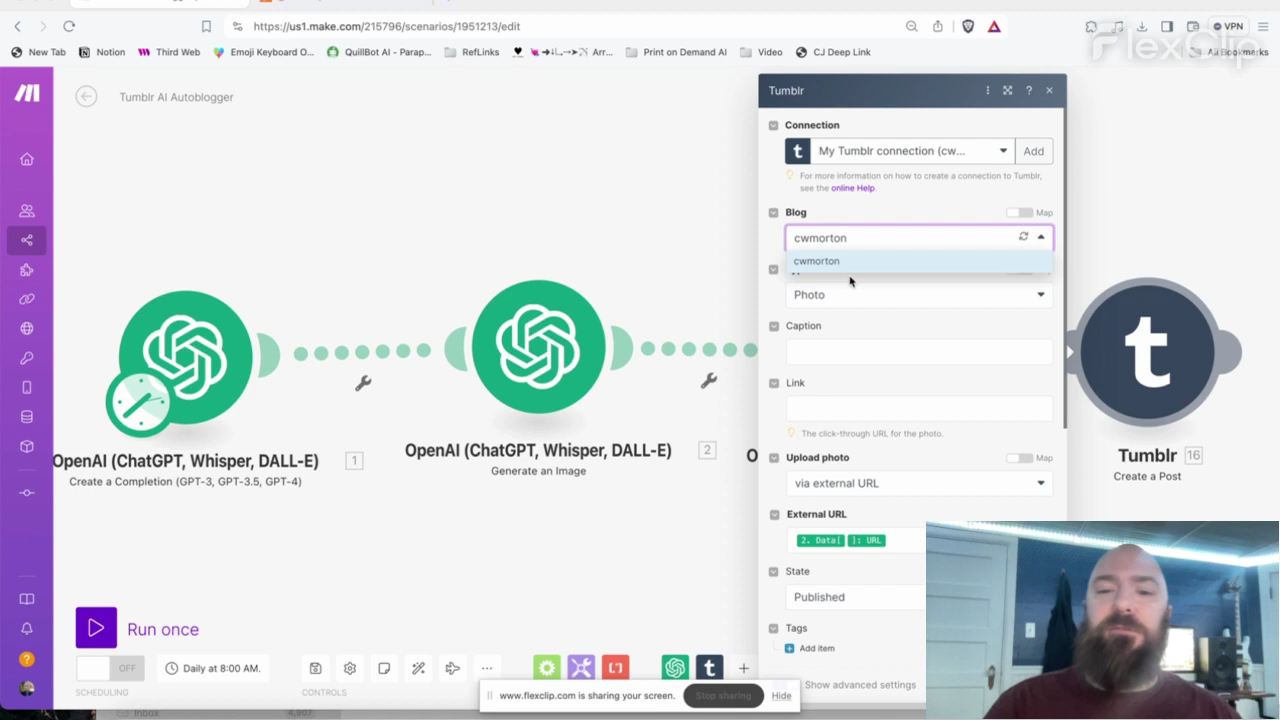 https://us1.make.com/215796/scenarios/1951213/edit
VPN
FlexClip
New Tab
Notion
Third Web
Emoji Keyboard O...
QuillBot AI - Parap...
RefLinks
Arr...
Print on Demand AI
Video
CJ Deep Link
All Bookmarks
Tumblr AI Autoblogger
Tumblr
?
Connection
t
My Tumblr connection (cw...
Add
For more information on how to create a connection to Tumblr,
see the online Help.
Blog
Map
cwmorton
cwmorton
Photo
Caption
Link
The click-through URL for the photo.
Upload photo
Map
via external URL
External URL
2. Data[ ]: URL
State
Published
Tags
Add item
Show advanced settings
OpenAI (ChatGPT, Whisper, DALL-E)
1
Create a Completion (GPT-3, GPT-3.5, GPT-4)
OpenAI (ChatGPT, Whisper, DALL-E)
2
Generate an Image
O
t
Tumblr
16
Create a Post
Run once
OFF
Daily at 8:00 AM.
...
t
SCHEDULING
CONTROLS
www.flexclip.com is sharing your screen.
Stop sharing
Hide
Inbox
4,907